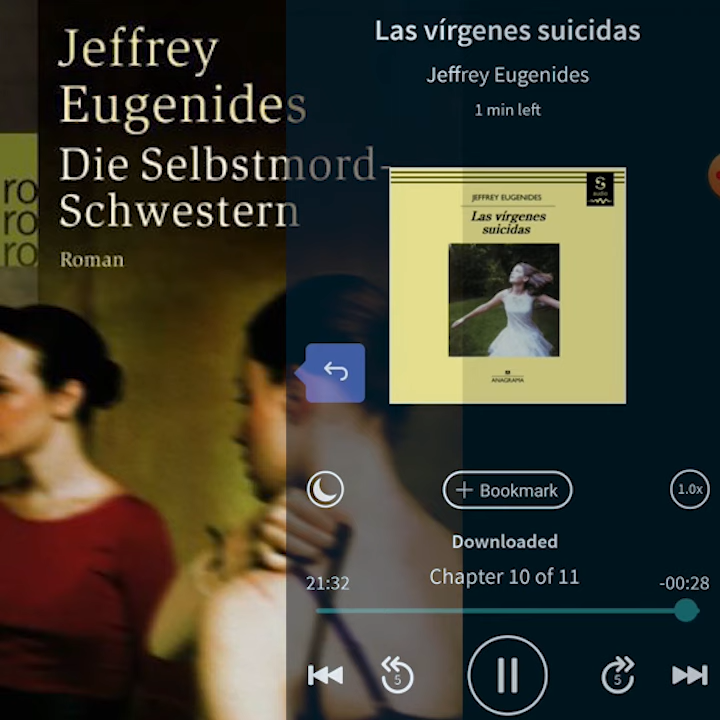 Jeffrey
Eugenides
Die Selbstmord-
Schwestern
Roman
ro
ro
ro
Las vírgenes suicidas
Jeffrey Eugenides
1 min left
S
audio
JEFFREY EUGENIDES
Las vírgenes
suicidas
ANAGRAMA
+ Bookmark
1.0x
Downloaded
21:32
Chapter 10 of 11
-00:28
5
5